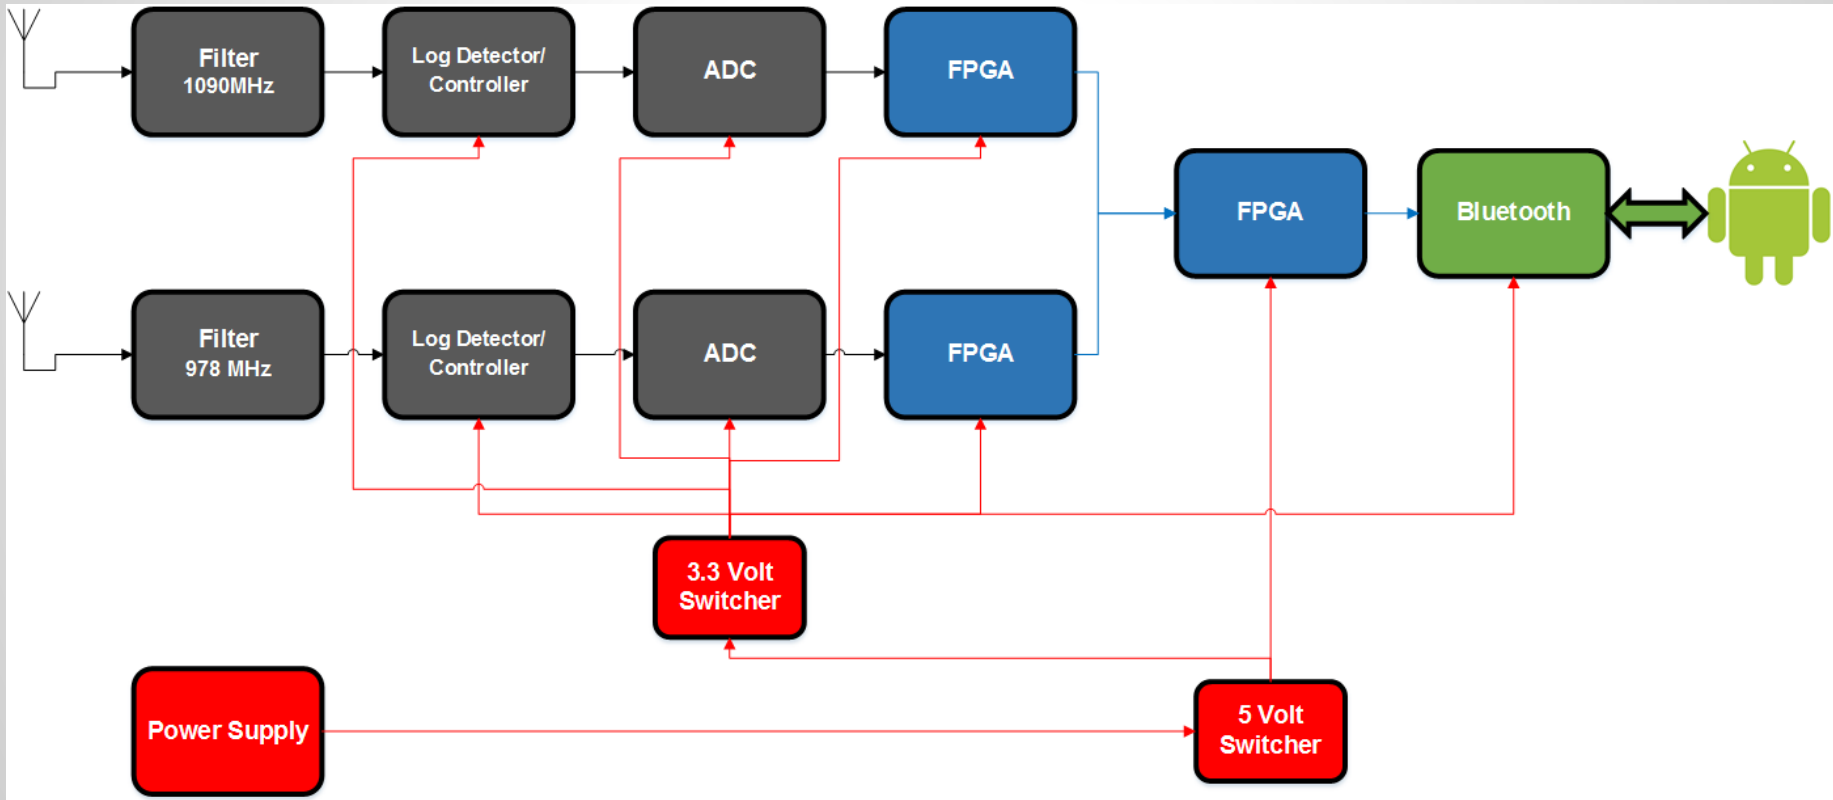 Filter
1090MHz
Log Detector/
Controller
ADC
FPGA
FPGA
Bluetooth
Filter
978 MHz
Log Detector/
Controller
ADC
FPGA
3.3 Volt
Switcher
Power Supply
5 Volt
Switcher